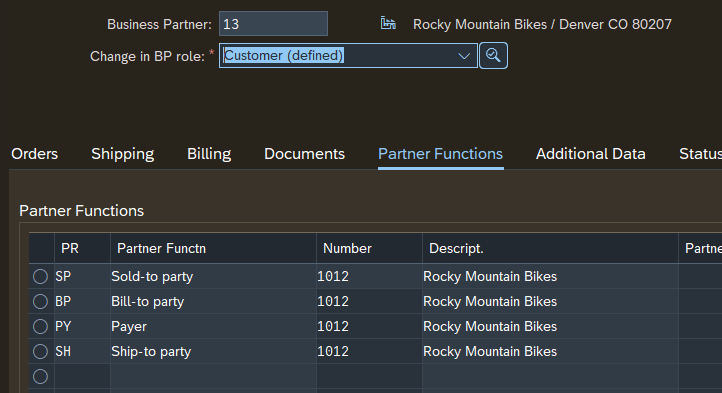 Business Partner: 13 Rocky Mountain Bikes / Denver CO 80207
Change in BP role: * Customer (defined)
Orders Shipping Billing Documents Partner Functions Additional Data Status
Partner Functions
PR Partner Functn Number Descript. Partne
SP Sold-to party 1012 Rocky Mountain Bikes
BP Bill-to party 1012 Rocky Mountain Bikes
PY Payer 1012 Rocky Mountain Bikes
SH Ship-to party 1012 Rocky Mountain Bikes